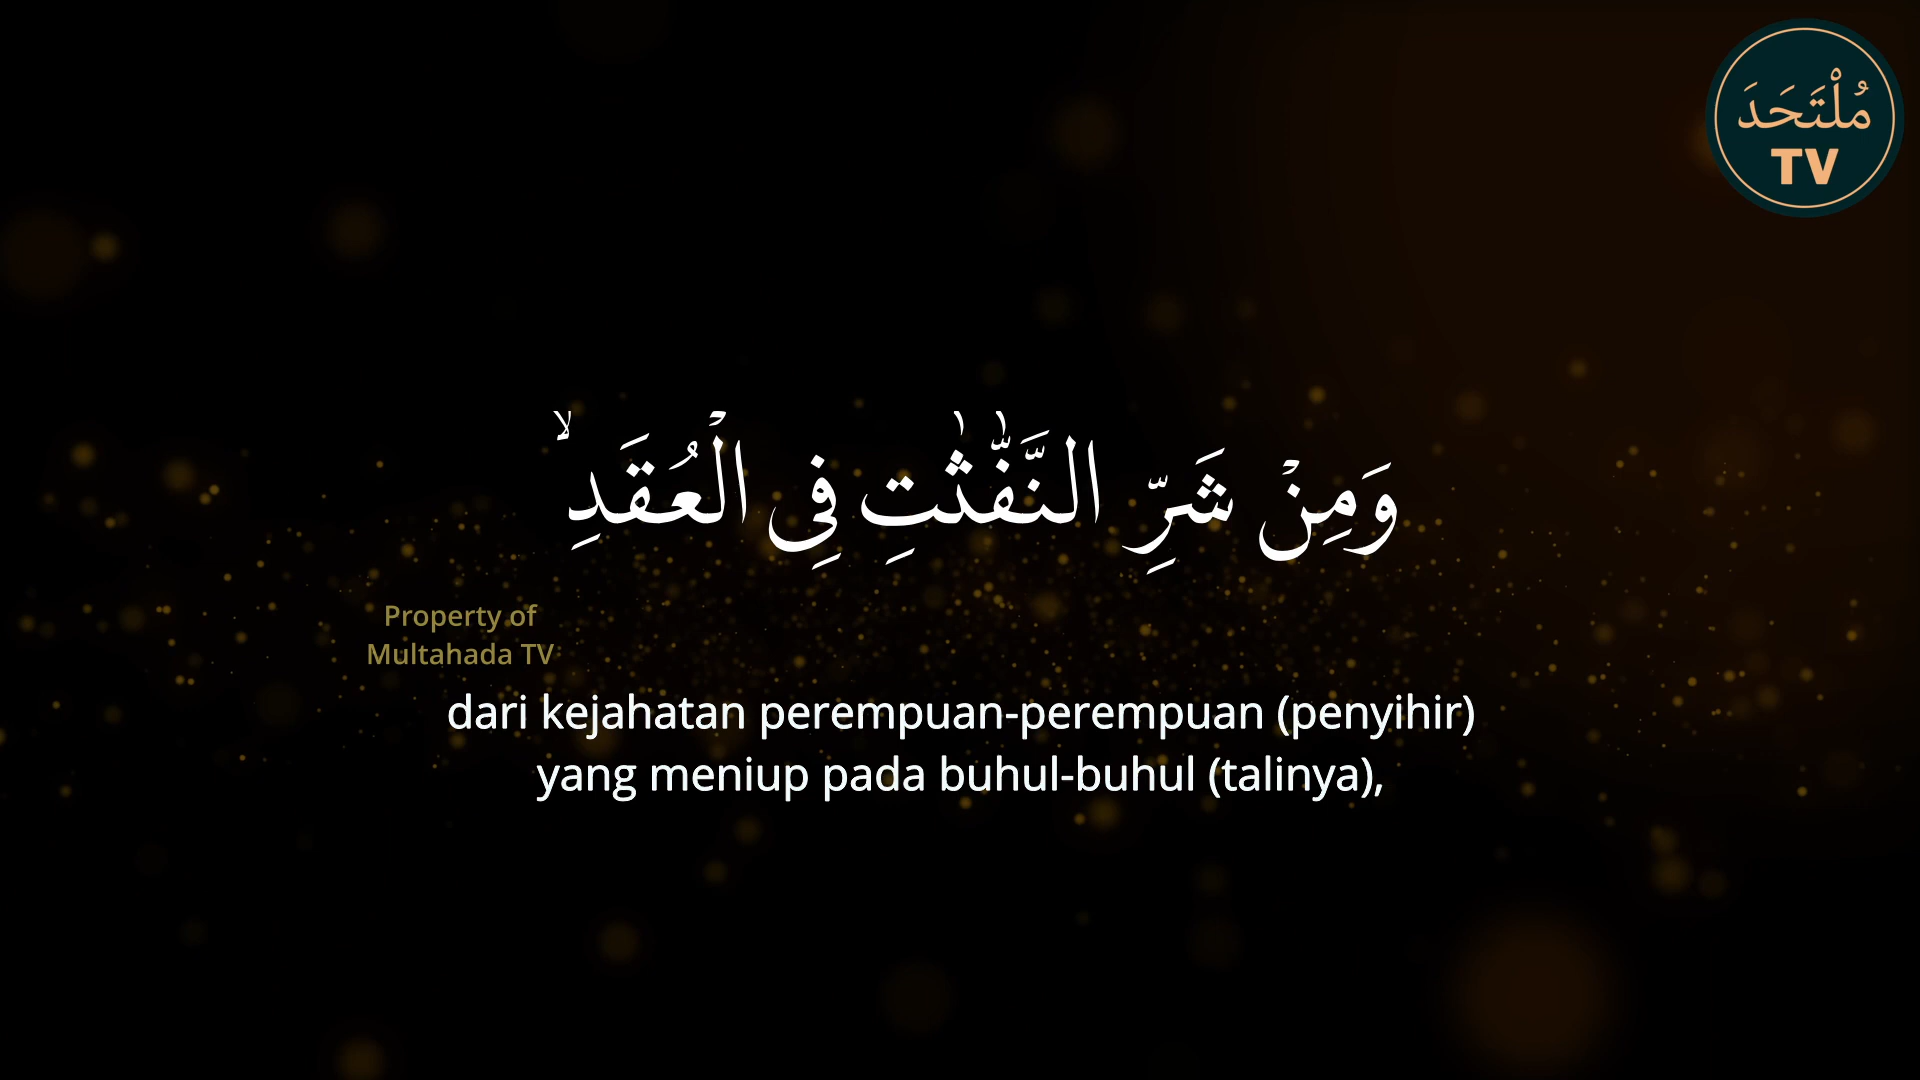 مُلْتَحَدَ
TV
وَمِنْ شَرِّ النَّفّٰثٰتِ فِى الْعُقَدِۙ
Property of
Multahada TV
dari kejahatan perempuan-perempuan (penyihir)
yang meniup pada buhul-buhul (talinya),